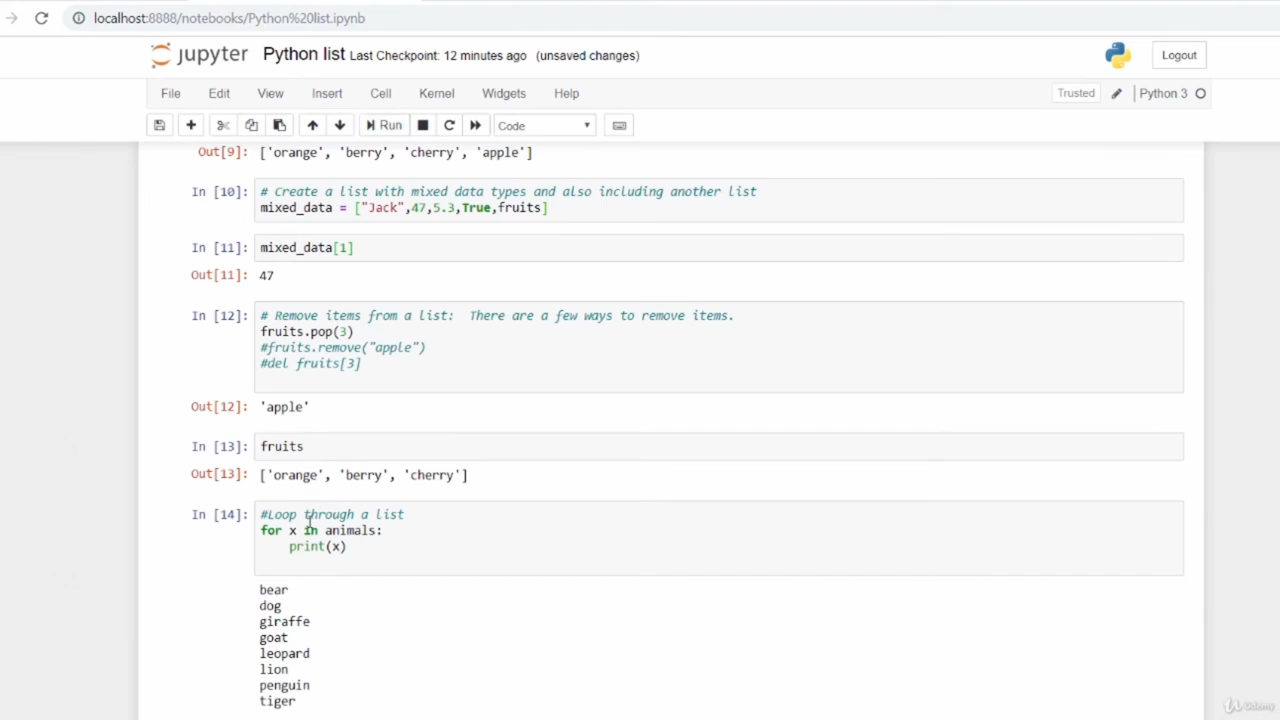 localhost:8888/notebooks/Python%20list.ipynb
jupyter Python list Last Checkpoint: 12 minutes ago (unsaved changes) Logout
File Edit View Insert Cell Kernel Widgets Help Trusted Python 3
Run Code
Out[9]: ['orange', 'berry', 'cherry', 'apple']
In [10]: # Create a list with mixed data types and also including another list
mixed_data = ["Jack",47,5.3,True,fruits]
In [11]: mixed_data[1]
Out[11]: 47
In [12]: # Remove items from a list:  There are a few ways to remove items.
fruits.pop(3)
#fruits.remove("apple")
#del fruits[3]
Out[12]: 'apple'
In [13]: fruits
Out[13]: ['orange', 'berry', 'cherry']
In [14]: #Loop through a list
for x in animals:
    print(x)
bear
dog
giraffe
goat
leopard
lion
penguin
tiger
Udemy